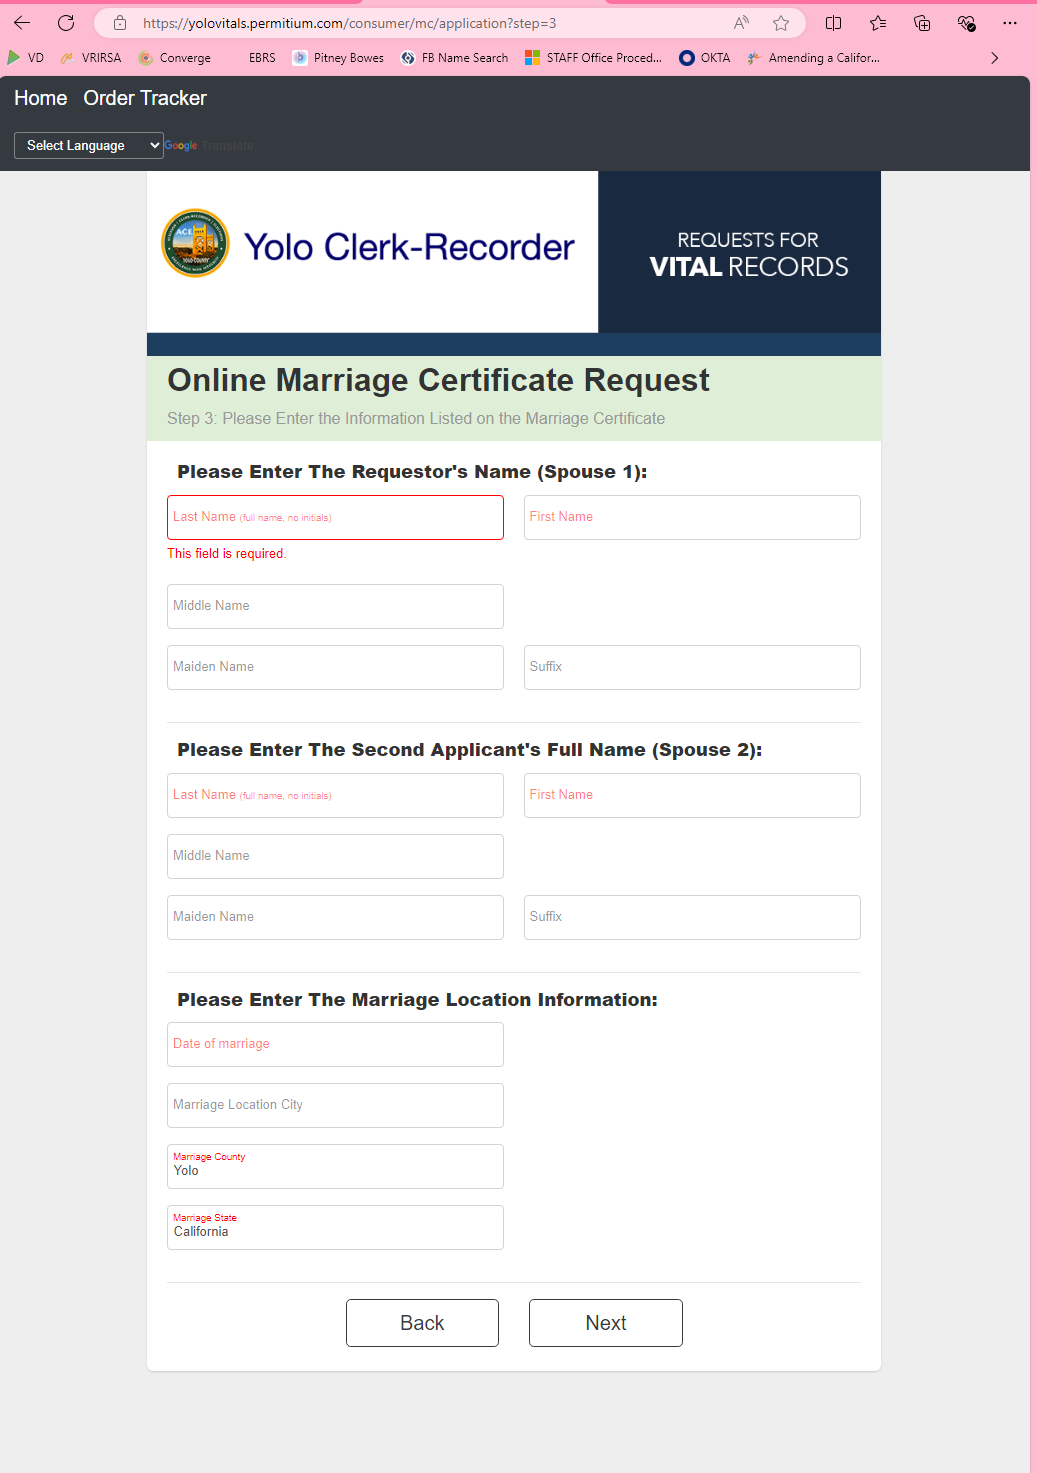 https://yolovitals.permitium.com/consumer/mc/application?step=3
VD VRIRSA Converge EBRS Pitney Bowes FB Name Search STAFF Office Proced... OKTA Amending a Califor...
Home Order Tracker
Select Language Google Translate
ACE
YOLO COUNTY
Yolo Clerk-Recorder
REQUESTS FOR
VITAL RECORDS
Online Marriage Certificate Request
Step 3: Please Enter the Information Listed on the Marriage Certificate
Please Enter The Requestor's Name (Spouse 1):
Last Name (full name, no initials) First Name
This field is required.
Middle Name
Maiden Name Suffix
Please Enter The Second Applicant's Full Name (Spouse 2):
Last Name (full name, no initials) First Name
Middle Name
Maiden Name Suffix
Please Enter The Marriage Location Information:
Date of marriage
Marriage Location City
Marriage County
Yolo
Marriage State
California
Back Next